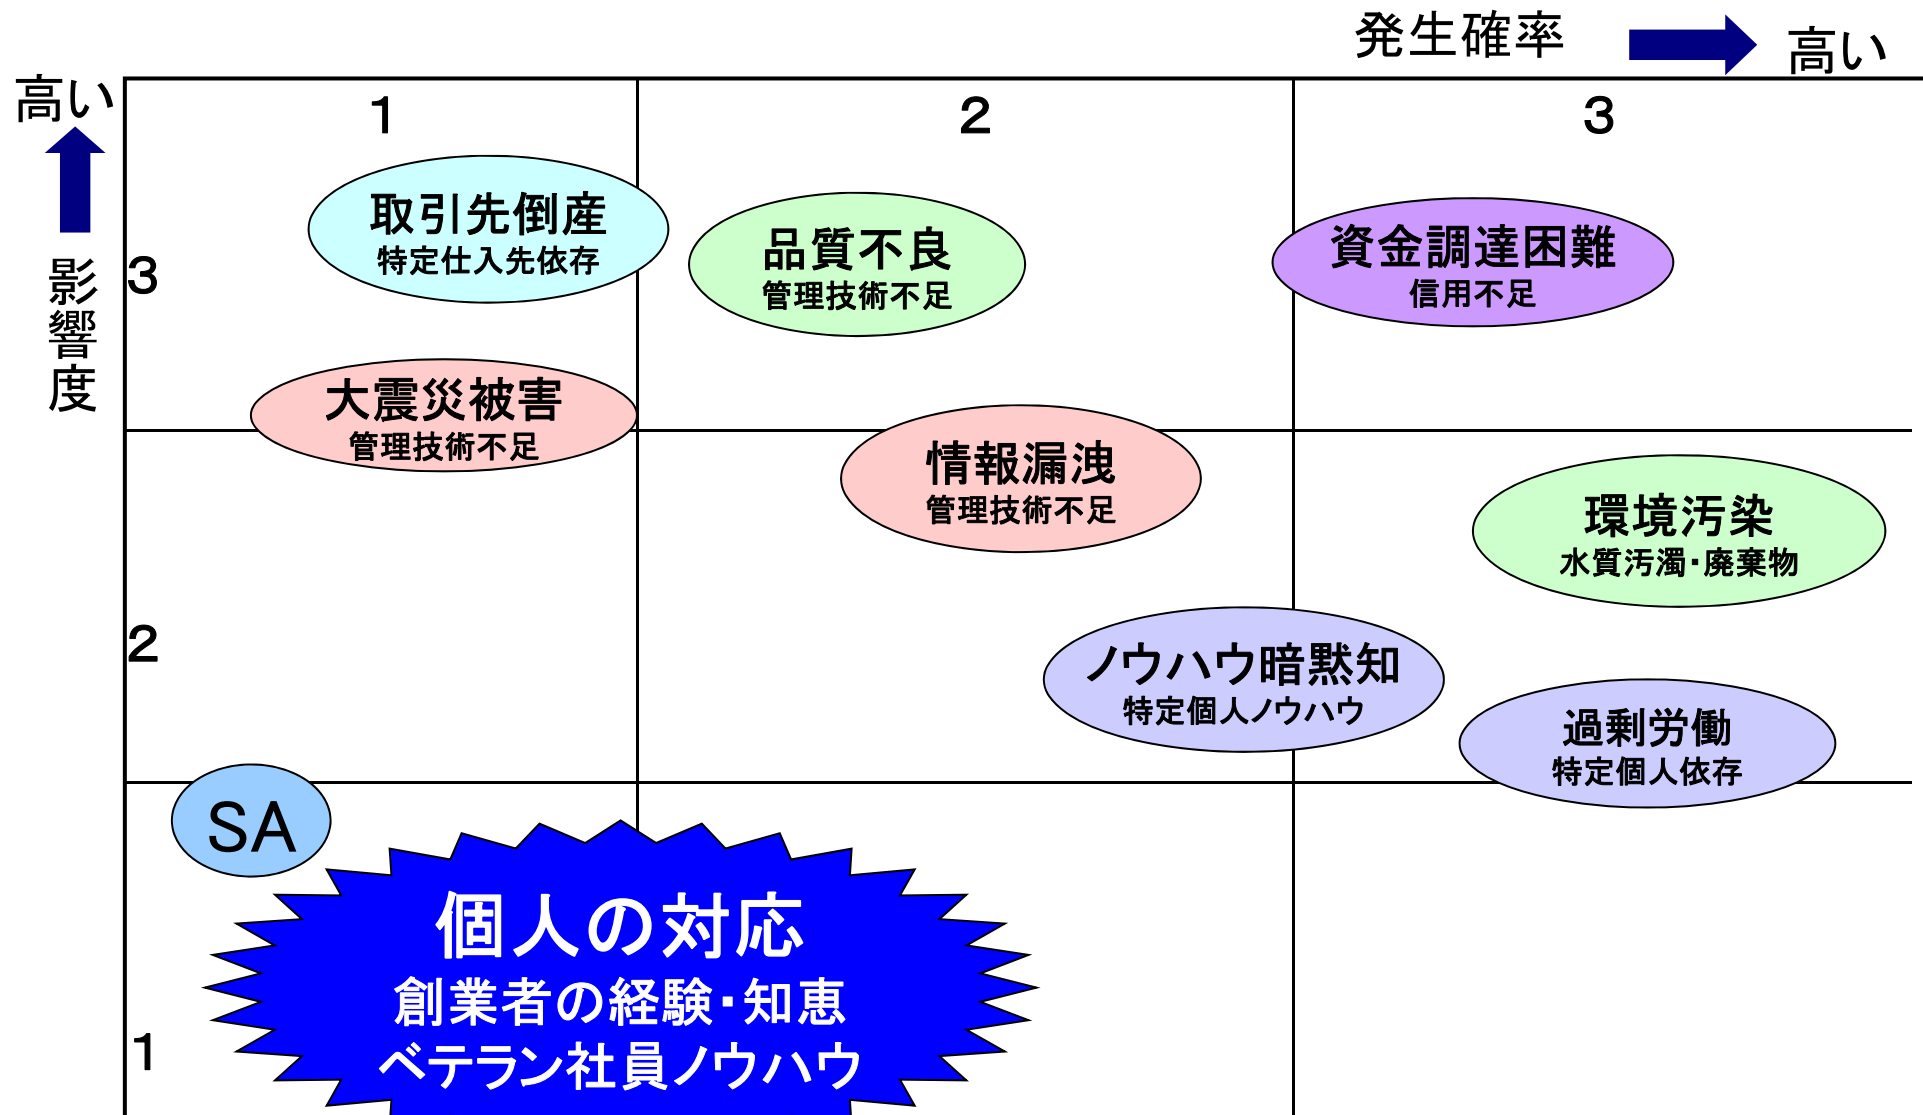 発生確率 高い
高い
1 2 3
影響度
3
取引先倒産
特定仕入先依存
品質不良
管理技術不足
資金調達困難
信用不足
大震災被害
管理技術不足
情報漏洩
管理技術不足
環境汚染
水質汚濁・廃棄物
2
ノウハウ暗黙知
特定個人ノウハウ
過剰労働
特定個人依存
SA
個人の対応
創業者の経験・知恵
ベテラン社員ノウハウ
1